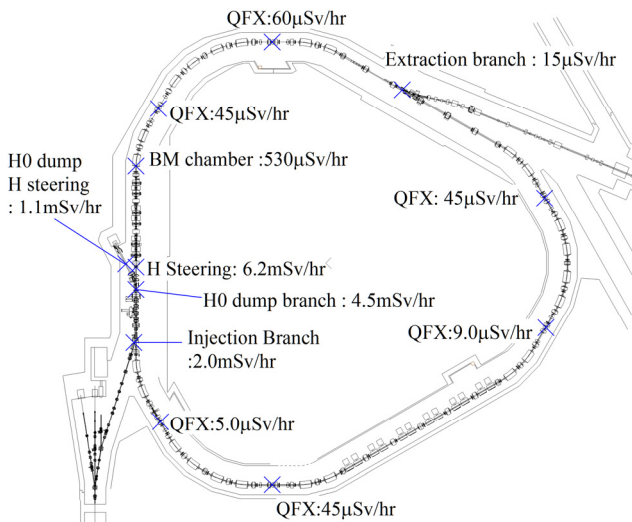 QFX:60μSv/hr
Extraction branch : 15μSv/hr
QFX:45μSv/hr
H0 dump
H steering
: 1.1mSv/hr
BM chamber :530μSv/hr
QFX: 45μSv/hr
H Steering: 6.2mSv/hr
H0 dump branch : 4.5mSv/hr
Injection Branch
:2.0mSv/hr
QFX:9.0μSv/hr
QFX:5.0μSv/hr
QFX:45μSv/hr